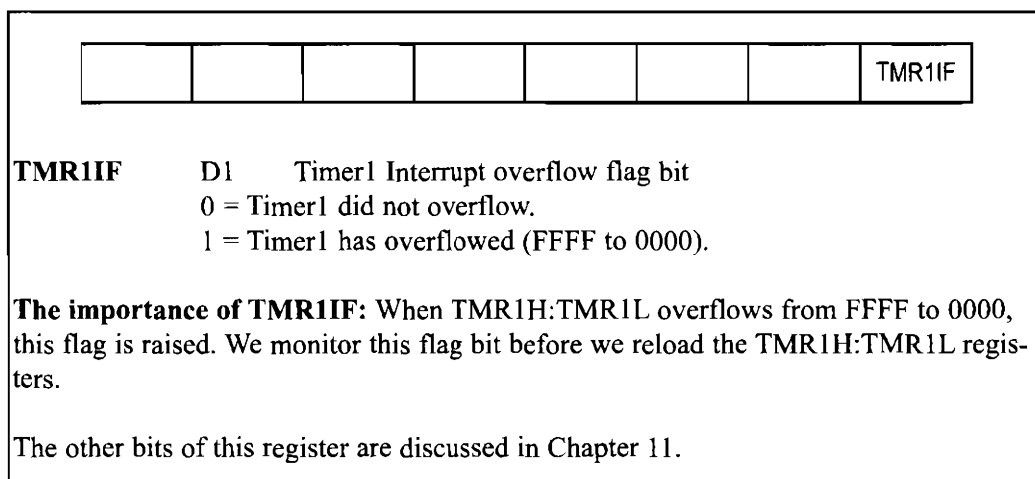 TMR1IF
TMR1IF D1 Timer1 Interrupt overflow flag bit
0 = Timer1 did not overflow.
1 = Timer1 has overflowed (FFFF to 0000).
The importance of TMR1IF: When TMR1H:TMR1L overflows from FFFF to 0000,
this flag is raised. We monitor this flag bit before we reload the TMR1H:TMR1L regis-
ters.
The other bits of this register are discussed in Chapter 11.